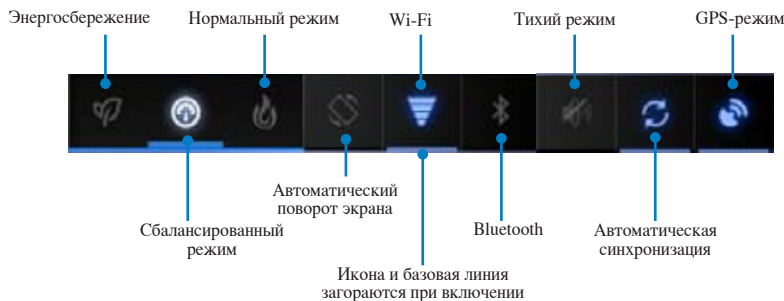 Энергосбережение
Нормальный режим
Wi-Fi
Тихий режим
GPS-режим
Автоматический
поворот экрана
Сбалансированный
режим
Bluetooth
Автоматическая
синхронизация
Икона и базовая линия
загораются при включении